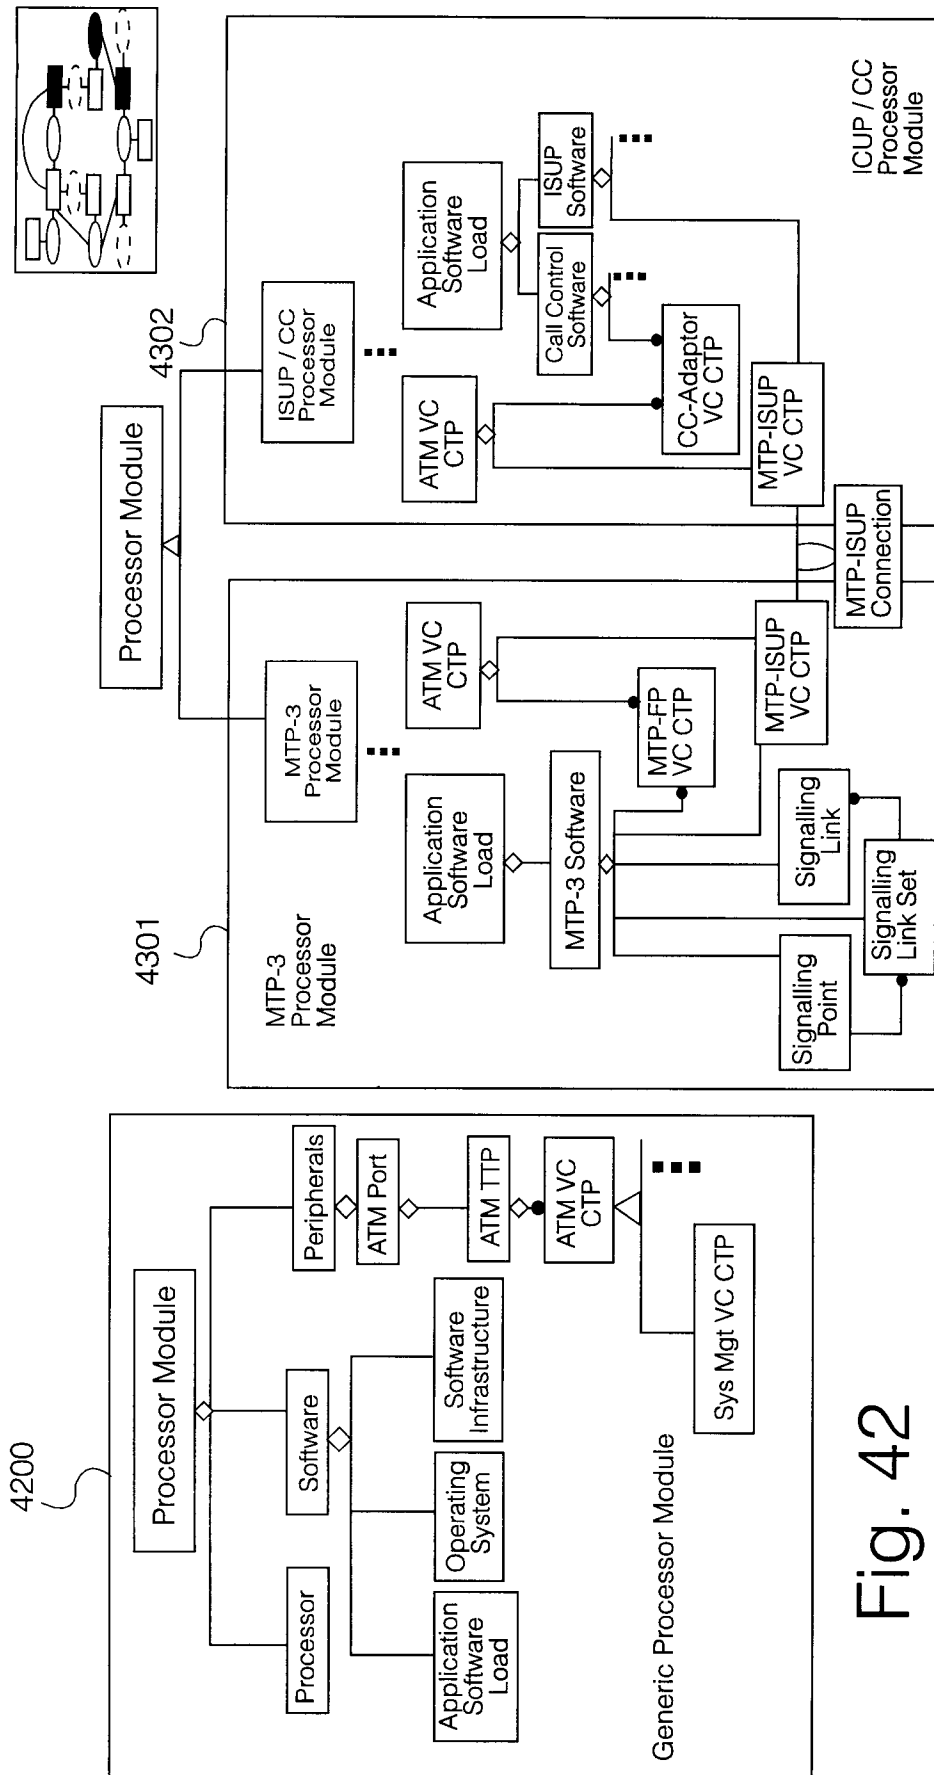 4200
Processor Module
Processor
Software
Peripherals
ATM Port
Application
Software
Load
Operating
System
Software
Infrastructure
ATM TTP
ATM VC
CTP
Sys Mgt VC CTP
Generic Processor Module
Fig. 42
Processor Module
4301
4302
MTP-3
Processor
Module
MTP-3
Processor
Module
Application
Software
Load
ATM VC
CTP
MTP-3 Software
MTP-FP
VC CTP
Signalling
Point
Signalling
Link
MTP-ISUP
VC CTP
Signalling
Link Set
MTP-ISUP
Connection
ISUP / CC
Processor
Module
ATM VC
CTP
Application
Software
Load
Call Control
Software
ISUP
Software
CC-Adaptor
VC CTP
MTP-ISUP
VC CTP
ICUP / CC
Processor
Module